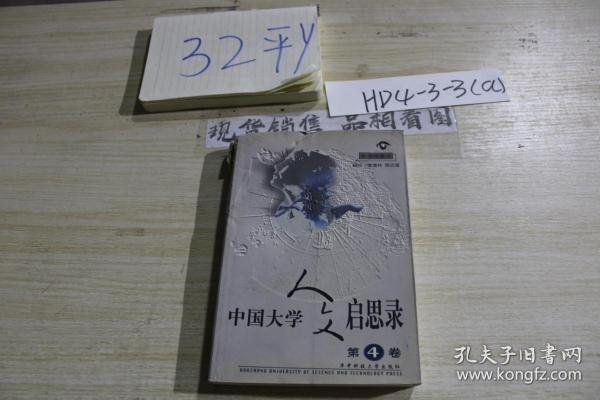 32平Y
HD4-3-3(a)
现货销售 品相看图
中国大学人文启思录
第4卷
华中科技大学出版社
HUAZHONG UNIVERSITY OF SCIENCE AND TECHNOLOGY PRESS
孔夫子旧书网
www.kongfz.com